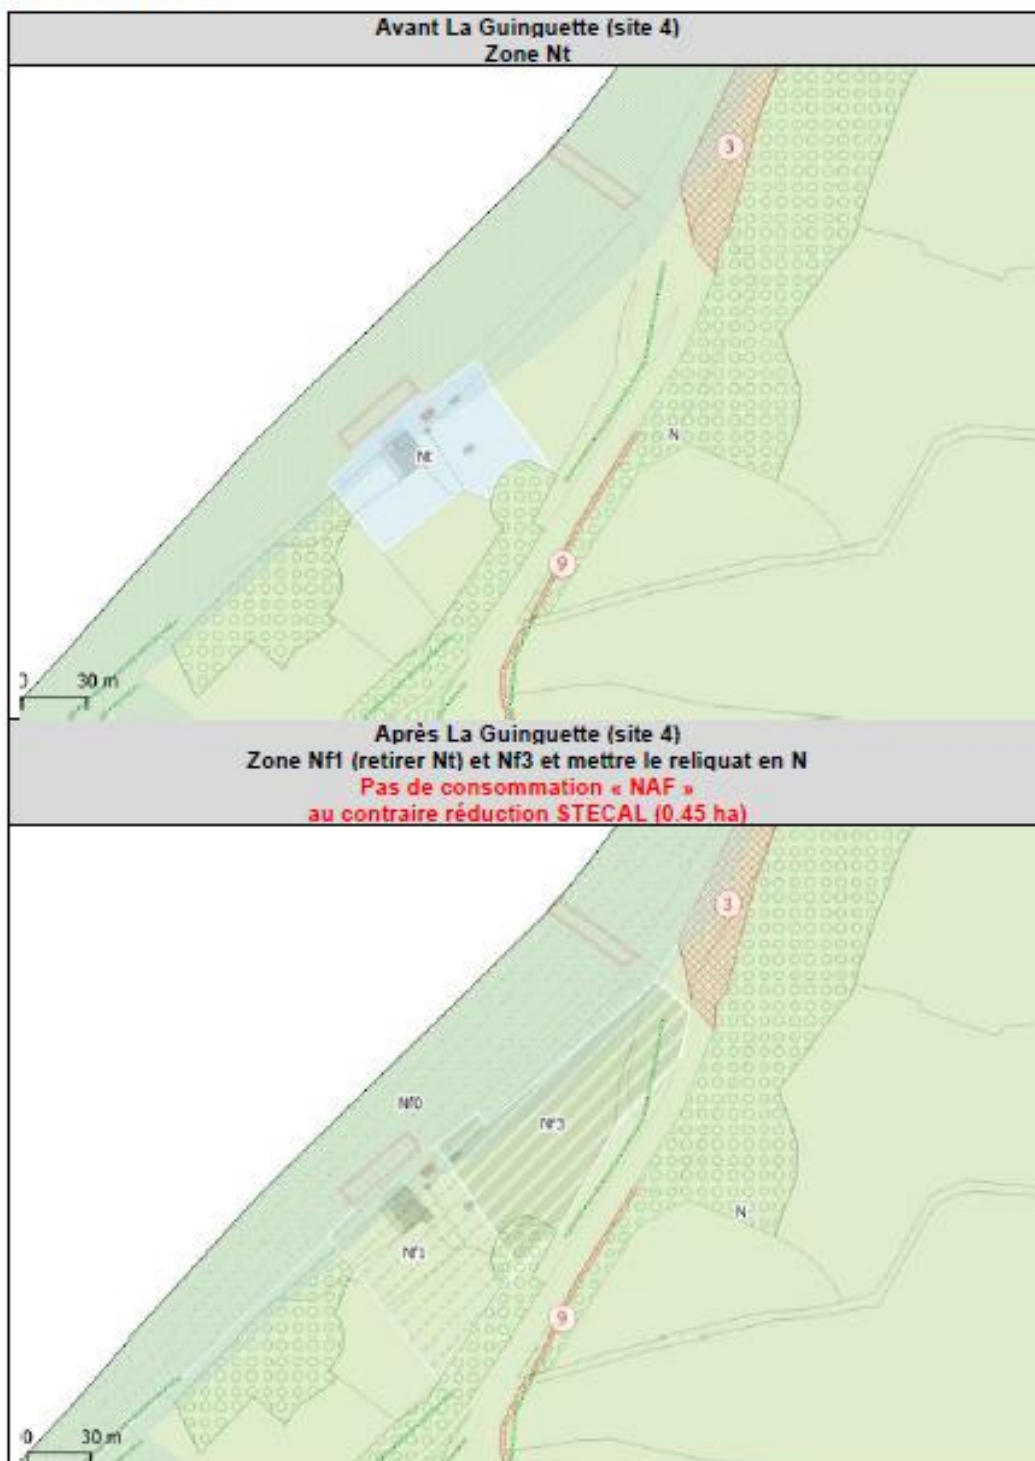 Avant La Guinguette (site 4)
Zone Nt
3
Nt
N
9
30 m
Après La Guinguette (site 4)
Zone Nf1 (retirer Nt) et Nf3 et mettre le reliquat en N
Pas de consommation « NAF »
au contraire réduction STECAL (0.45 ha)
3
Nf0
Nf3
N
Nf1
9
0
30 m